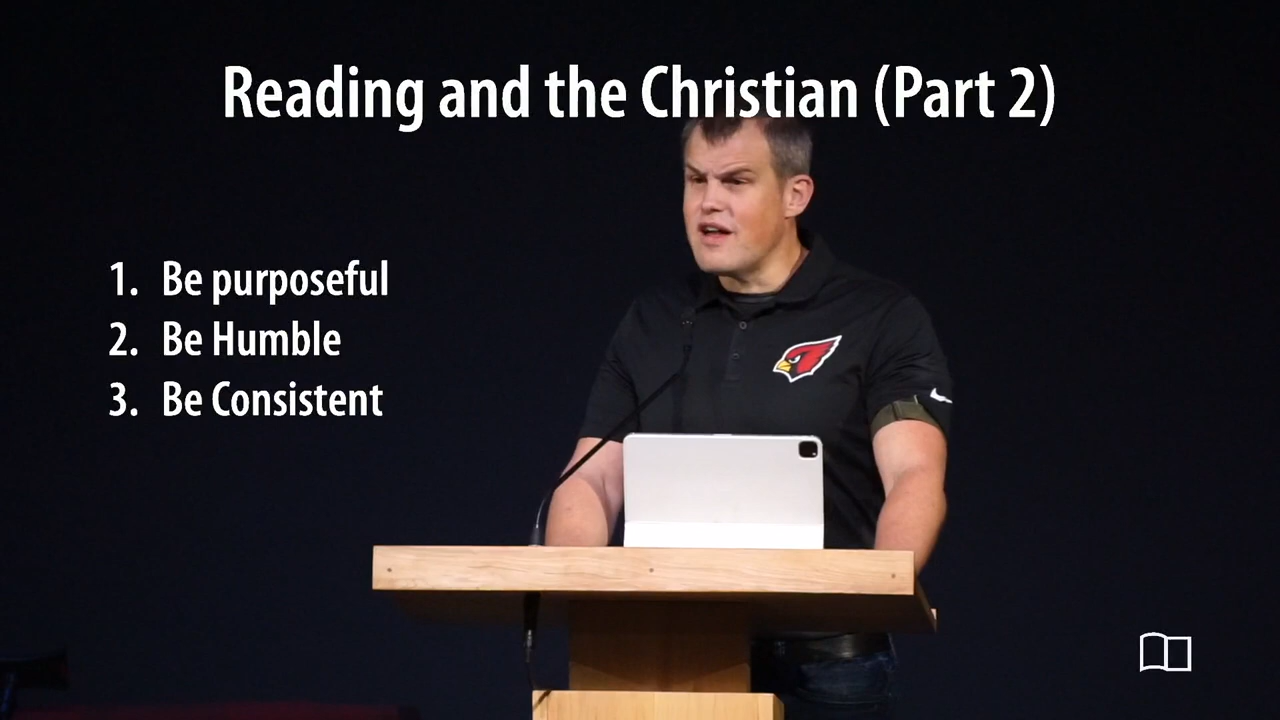 Reading and the Christian (Part 2)
1. Be purposeful
2. Be Humble
3. Be Consistent